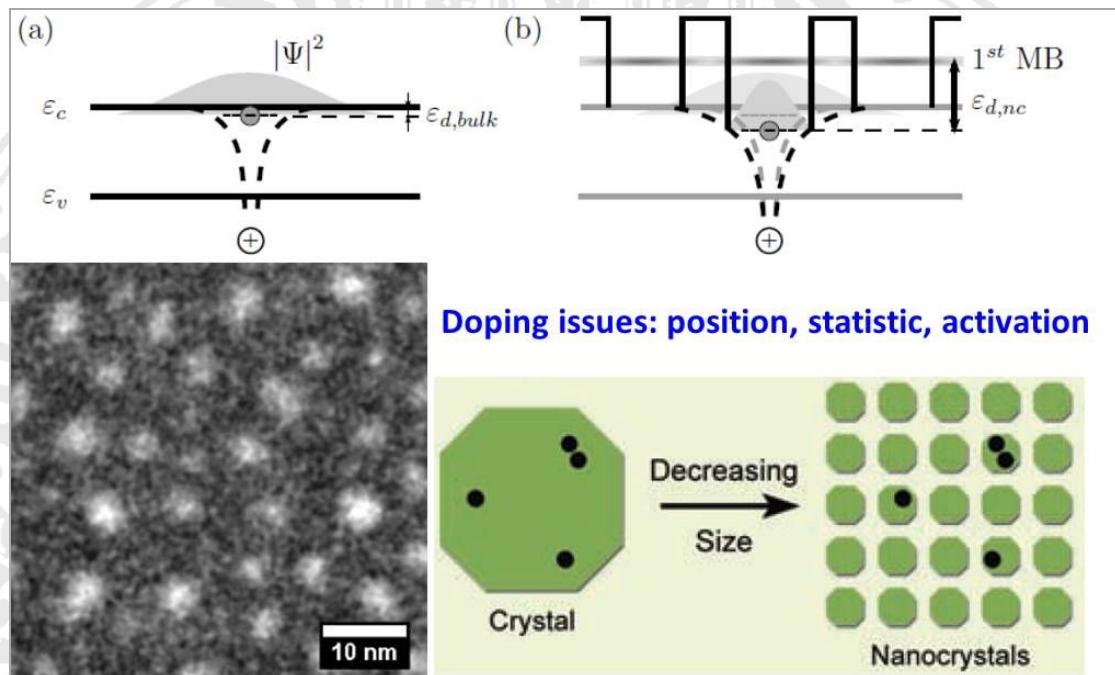 (a)
|Ψ|²
ε_c
ε_{d,bulk}
ε_v
+
(b)
1^{st} MB
ε_{d,nc}
+
Doping issues: position, statistic, activation
10 nm
Decreasing
Size
Crystal
Nanocrystals